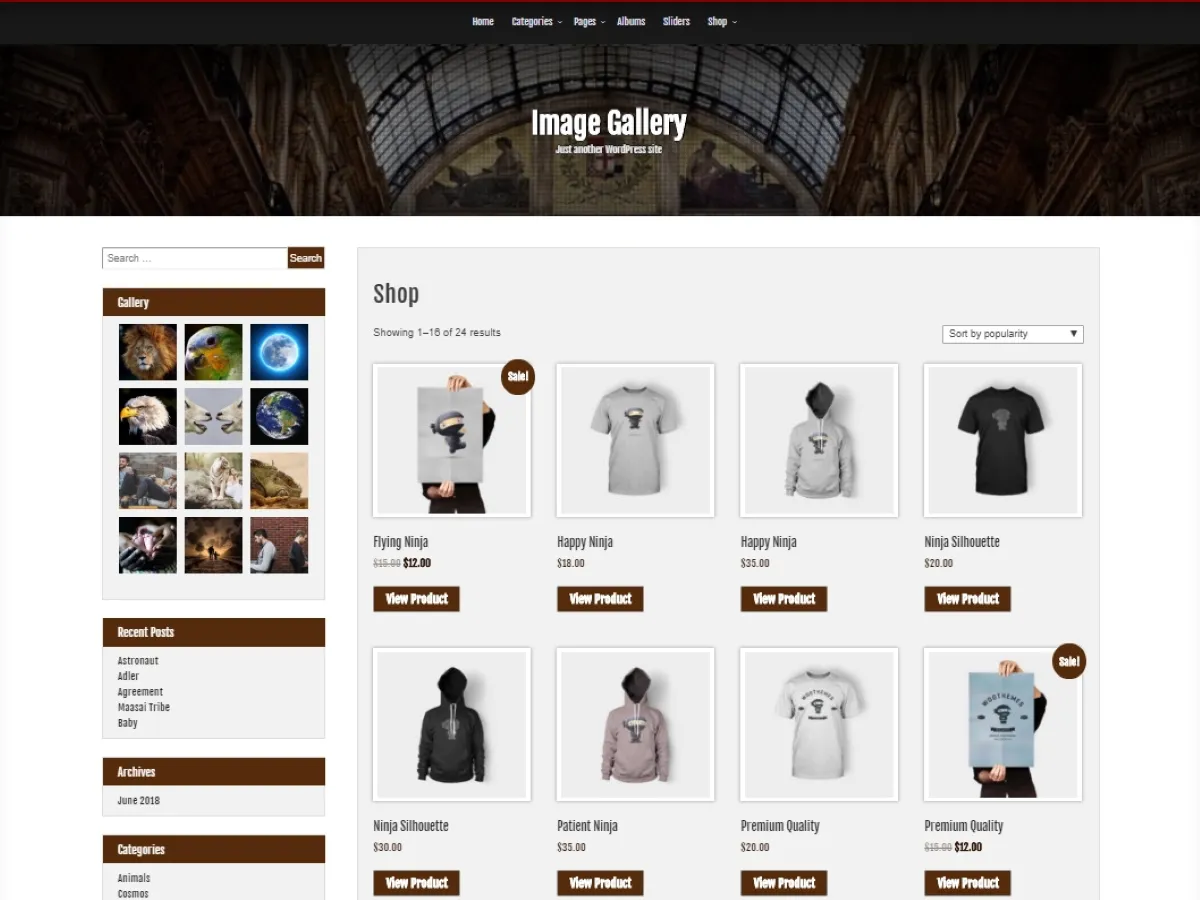 Home Categories Pages Albums Sliders Shop
Image Gallery
Just another WordPress site
Search …
Search
Gallery
Recent Posts
Astronaut
Adler
Agreement
Maasai Tribe
Baby
Archives
June 2018
Categories
Animals
Cosmos
Shop
Showing 1–16 of 24 results
Sort by popularity
Sale!
Flying Ninja
$15.00 $12.00
View Product
Happy Ninja
$18.00
View Product
Happy Ninja
$35.00
View Product
Ninja Silhouette
$20.00
View Product
Ninja Silhouette
$30.00
View Product
Patient Ninja
$35.00
View Product
WOOTHEMES
Premium Quality
$20.00
View Product
Sale!
WOOTHEMES
Premium Quality
$15.00 $12.00
View Product